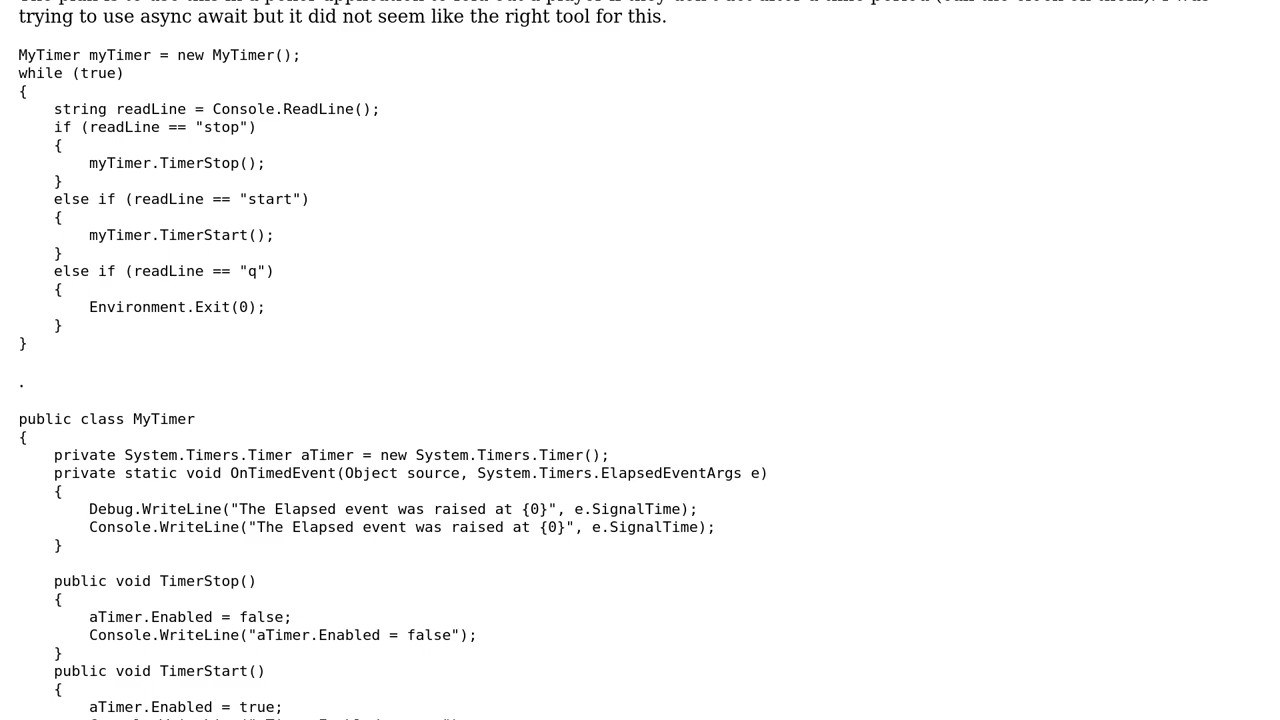 trying to use async await but it did not seem like the right tool for this.
MyTimer myTimer = new MyTimer();
while (true)
{
    string readLine = Console.ReadLine();
    if (readLine == "stop")
    {
        myTimer.TimerStop();
    }
    else if (readLine == "start")
    {
        myTimer.TimerStart();
    }
    else if (readLine == "q")
    {
        Environment.Exit(0);
    }
}
.
public class MyTimer
{
    private System.Timers.Timer aTimer = new System.Timers.Timer();
    private static void OnTimedEvent(Object source, System.Timers.ElapsedEventArgs e)
    {
        Debug.WriteLine("The Elapsed event was raised at {0}", e.SignalTime);
        Console.WriteLine("The Elapsed event was raised at {0}", e.SignalTime);
    }
    public void TimerStop()
    {
        aTimer.Enabled = false;
        Console.WriteLine("aTimer.Enabled = false");
    }
    public void TimerStart()
    {
        aTimer.Enabled = true;